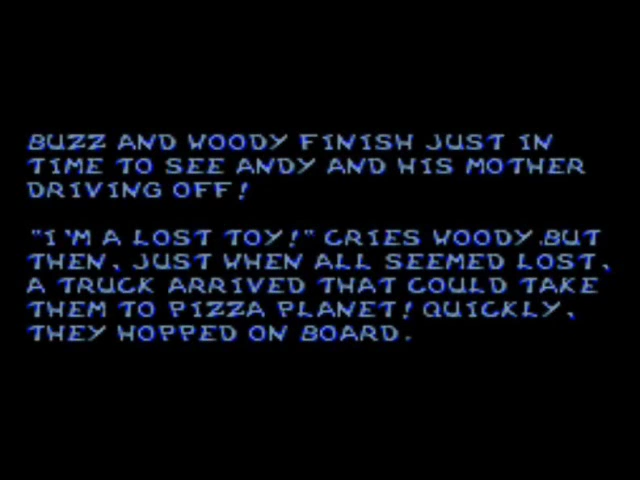 BUZZ AND WOODY FINISH JUST IN
TIME TO SEE ANDY AND HIS MOTHER
DRIVING OFF!
"I'M A LOST TOY!" CRIES WOODY.BUT
THEN, JUST WHEN ALL SEEMED LOST,
A TRUCK ARRIVED THAT COULD TAKE
THEM TO PIZZA PLANET! QUICKLY,
THEY HOPPED ON BOARD.